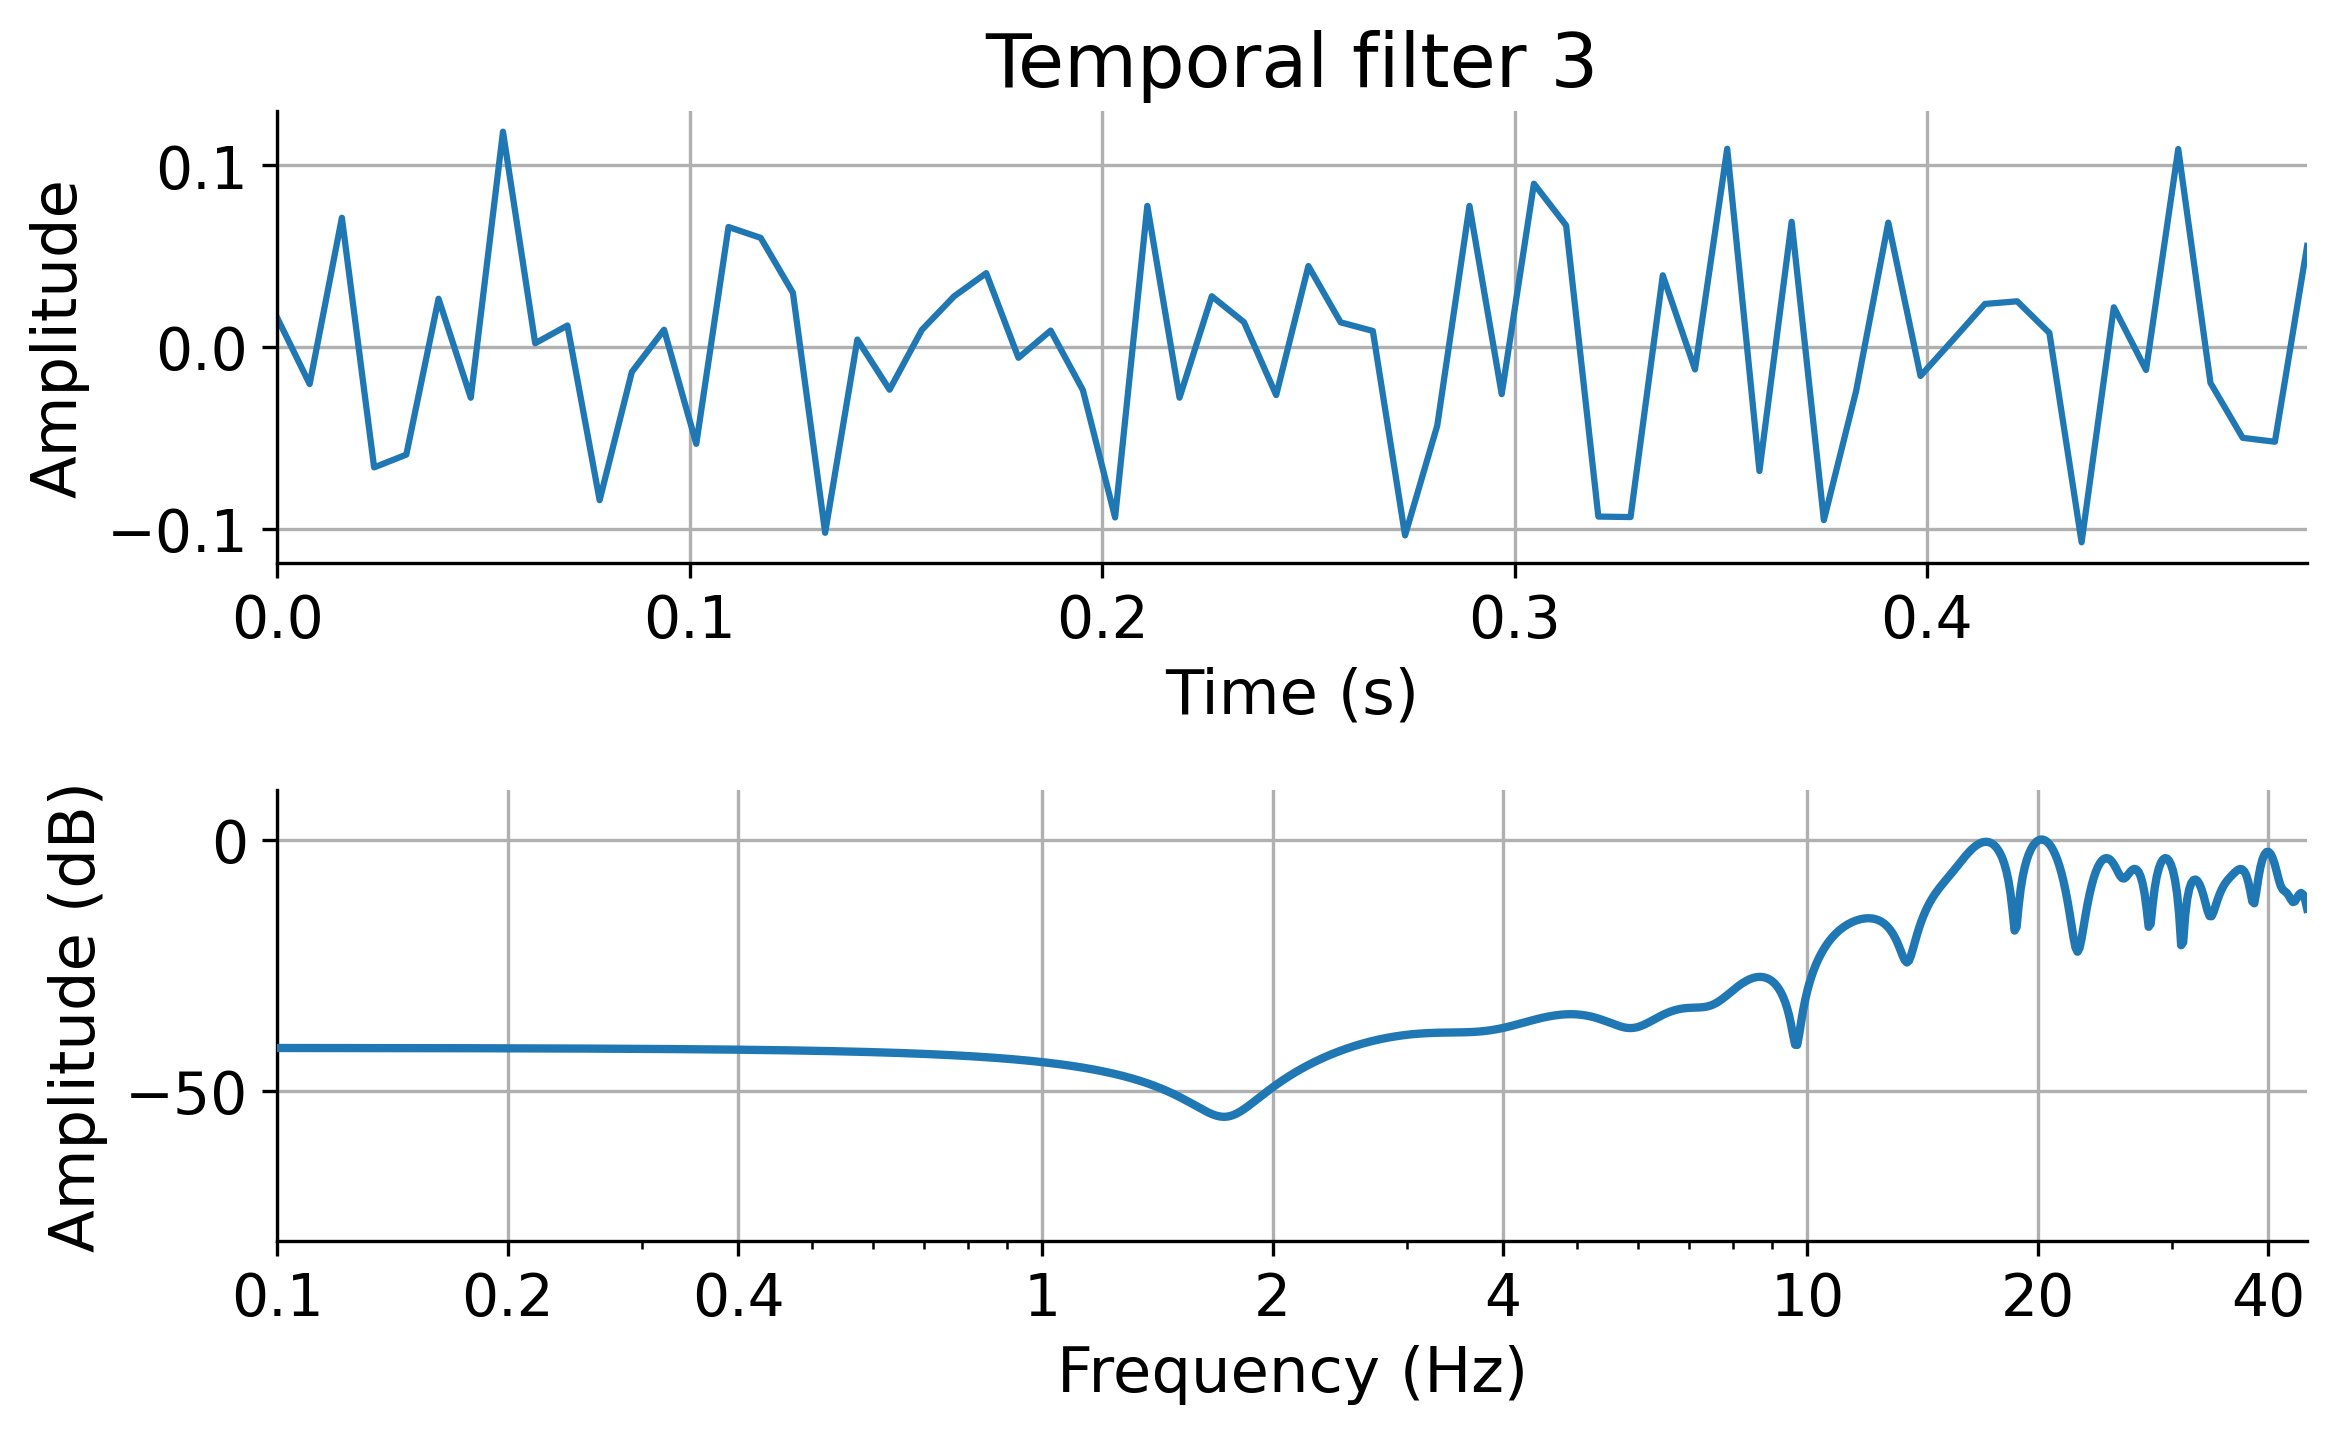 Temporal filter 3
Amplitude
0.1
0.0
−0.1
0.0 0.1 0.2 0.3 0.4
Time (s)
Amplitude (dB)
0
−50
0.1 0.2 0.4 1 2 4 10 20 40
Frequency (Hz)